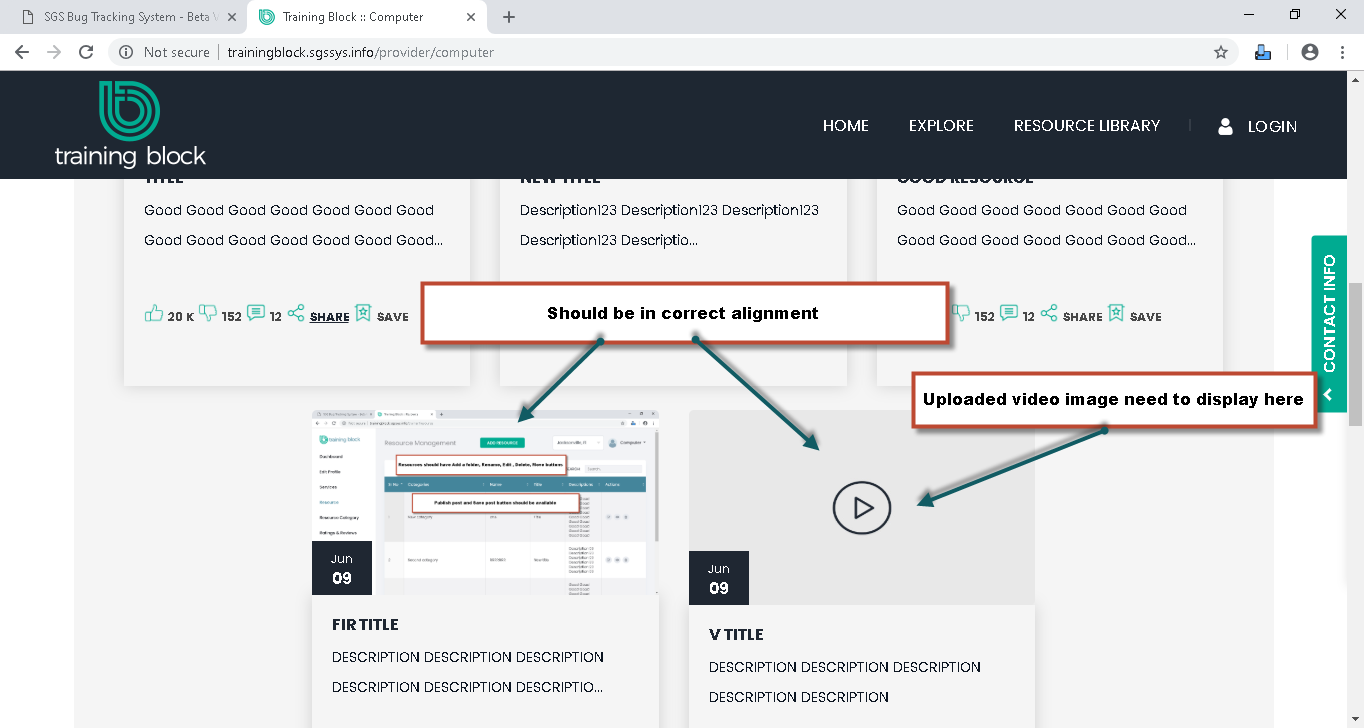 SGS Bug Tracking System - Beta V
Training Block :: Computer
Not secure
trainingblock.sgssys.info/provider/computer
training block
HOME
EXPLORE
RESOURCE LIBRARY
LOGIN
TITLE
NEW TITLE
GOOD RESOURCE
Good Good Good Good Good Good Good
Good Good Good Good Good Good Good...
Description123 Description123 Description123
Description123 Descriptio...
Good Good Good Good Good Good Good
Good Good Good Good Good Good Good...
20 K 152 12 SHARE SAVE
152 12 SHARE SAVE
CONTACT INFO
Should be in correct alignment
Uploaded video image need to display here
training block
Resource Management
ADD RESOURCE
Computer
Dashboard
Edit Profile
Services
Resource
Resource Category
Ratings & Reviews
Resources should have Add a folder, Rename, Edit , Delete, Move buttons
Search...
Categories
Name
Title
Descriptions
Actions
Publish post and Save post button should be available
Jun
09
FIR TITLE
DESCRIPTION DESCRIPTION DESCRIPTION
DESCRIPTION DESCRIPTION DESCRIPTIO...
Jun
09
V TITLE
DESCRIPTION DESCRIPTION DESCRIPTION
DESCRIPTION DESCRIPTION